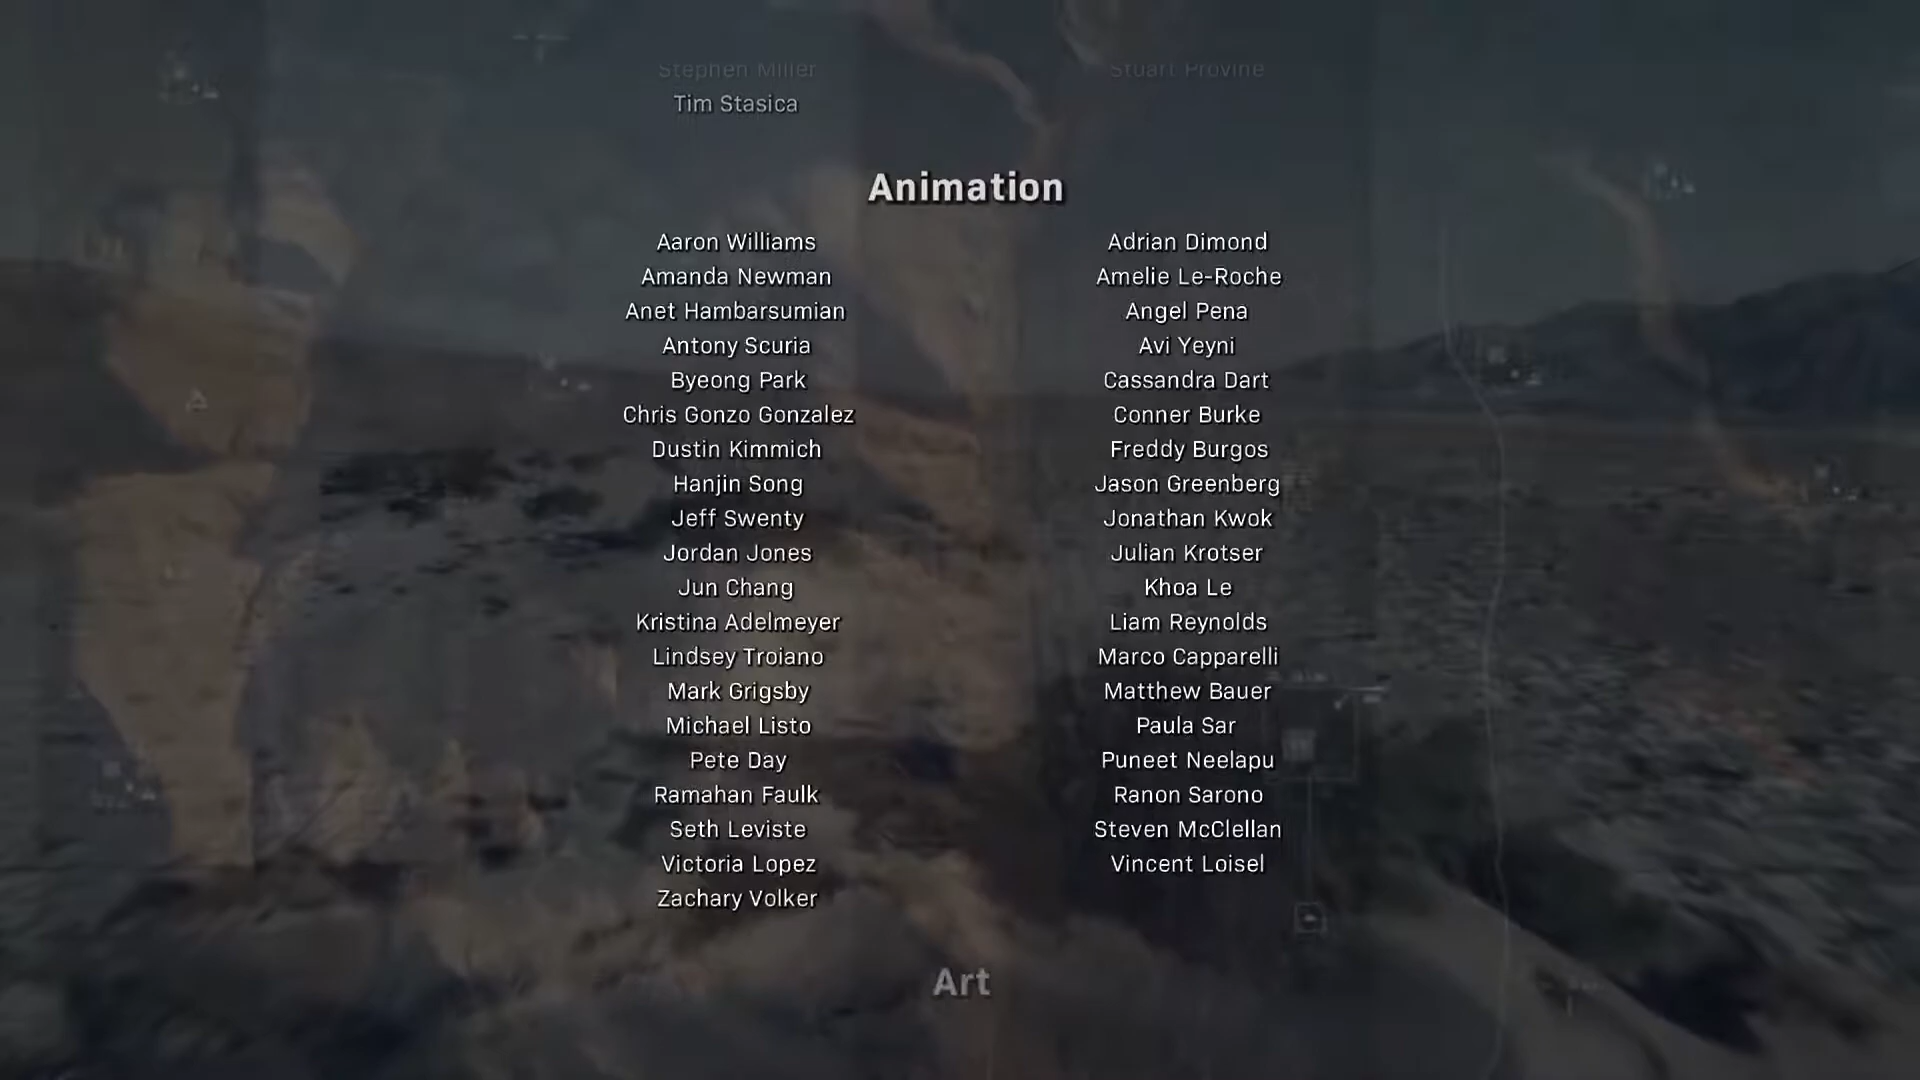 Stephen Miller Stuart Provine
Tim Stasica
Animation
Aaron Williams Adrian Dimond
Amanda Newman Amelie Le-Roche
Anet Hambarsumian Angel Pena
Antony Scuria Avi Yeyni
Byeong Park Cassandra Dart
Chris Gonzo Gonzalez Conner Burke
Dustin Kimmich Freddy Burgos
Hanjin Song Jason Greenberg
Jeff Swenty Jonathan Kwok
Jordan Jones Julian Krotser
Jun Chang Khoa Le
Kristina Adelmeyer Liam Reynolds
Lindsey Troiano Marco Capparelli
Mark Grigsby Matthew Bauer
Michael Listo Paula Sar
Pete Day Puneet Neelapu
Ramahan Faulk Ranon Sarono
Seth Leviste Steven McClellan
Victoria Lopez Vincent Loisel
Zachary Volker
Art